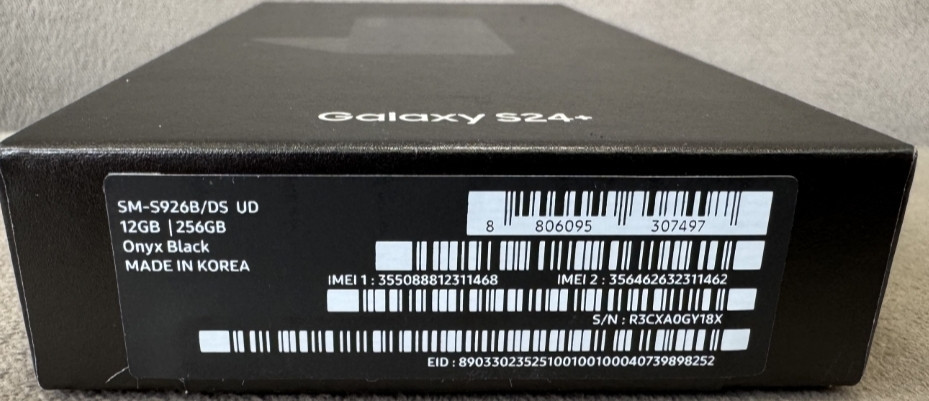 Galaxy S24+
SM-S926B/DS UD
12GB | 256GB
Onyx Black
MADE IN KOREA
8 806095 307497
IMEI 1 : 355088812311468 IMEI 2 : 356462632311462
S/N : R3CXA0GY18X
EID : 89033023525100100100040739898252